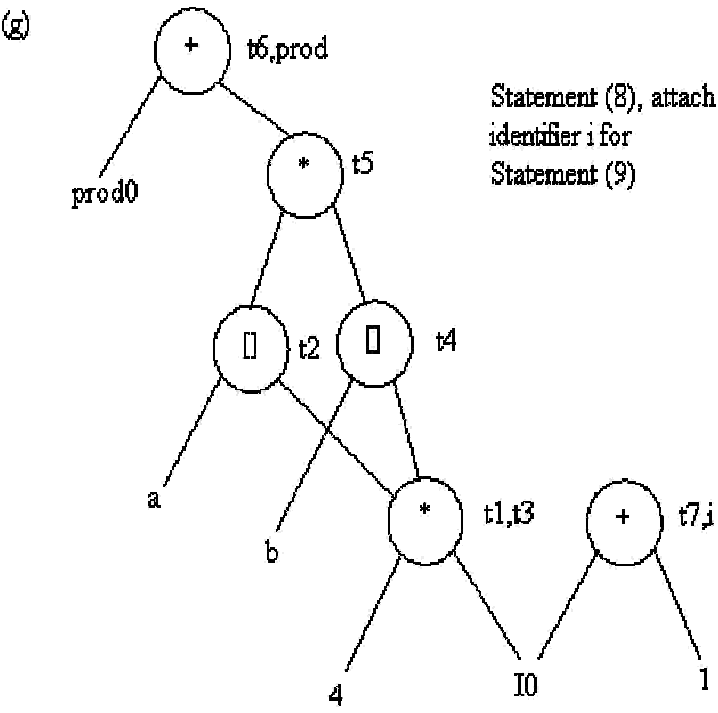 (g)
+ t6,prod
Statement (8), attach
identifier i for
Statement (9)
* t5
prod0
[] t2 [] t4
a
* t1,t3 + t7,i
b
4 I0 1